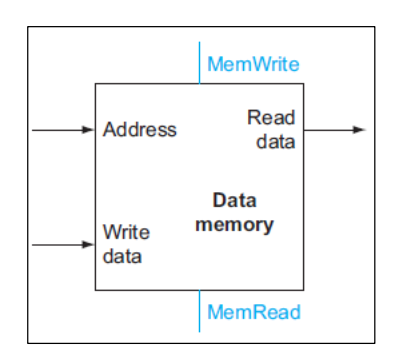 MemWrite
Address
Read
data
Data
memory
Write
data
MemRead